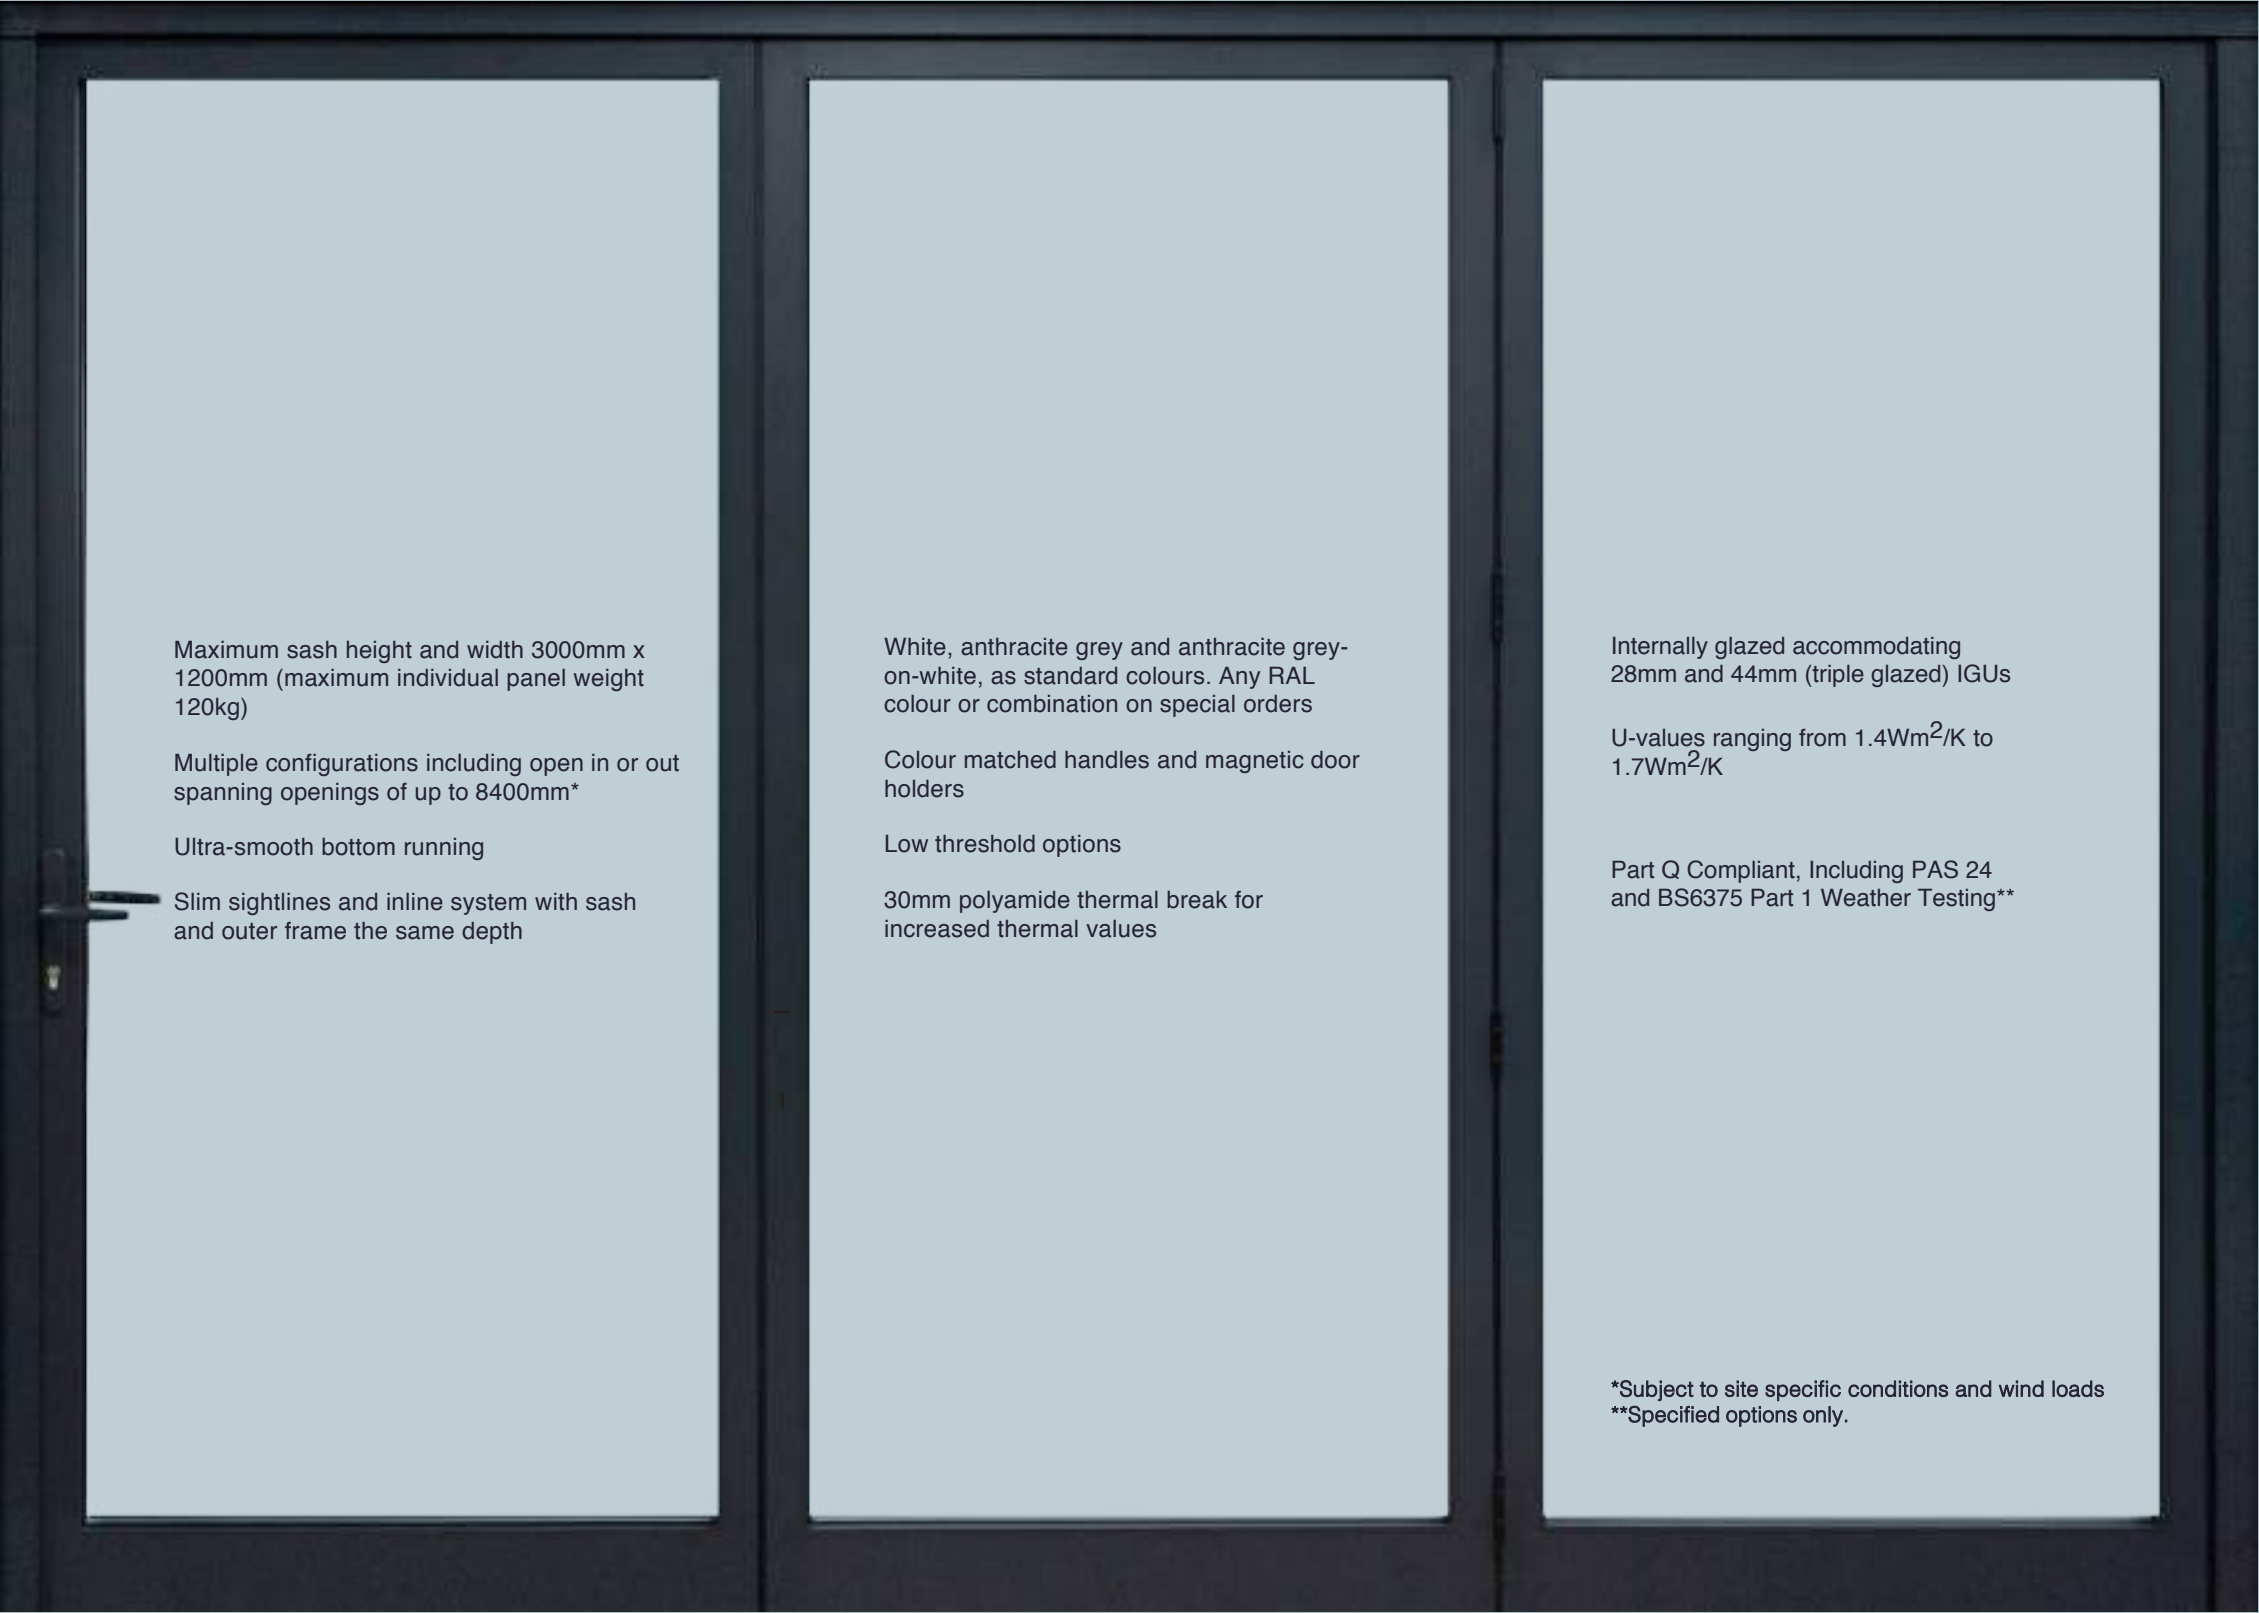 Maximum sash height and width 3000mm x
1200mm (maximum individual panel weight
120kg)
Multiple configurations including open in or out
spanning openings of up to 8400mm*
Ultra-smooth bottom running
Slim sightlines and inline system with sash
and outer frame the same depth
White, anthracite grey and anthracite grey-
on-white, as standard colours. Any RAL
colour or combination on special orders
Colour matched handles and magnetic door
holders
Low threshold options
30mm polyamide thermal break for
increased thermal values
Internally glazed accommodating
28mm and 44mm (triple glazed) IGUs
U-values ranging from 1.4Wm²/K to
1.7Wm²/K
Part Q Compliant, Including PAS 24
and BS6375 Part 1 Weather Testing**
*Subject to site specific conditions and wind loads
**Specified options only.